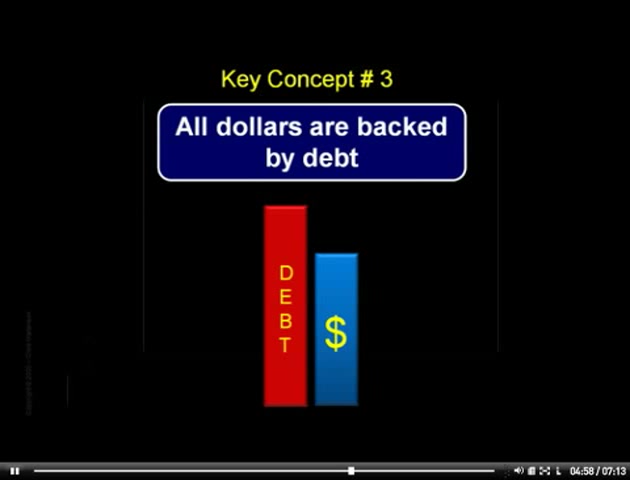 Key Concept # 3
All dollars are backed
by debt
D
E
B
T
$
04:58 / 07:13